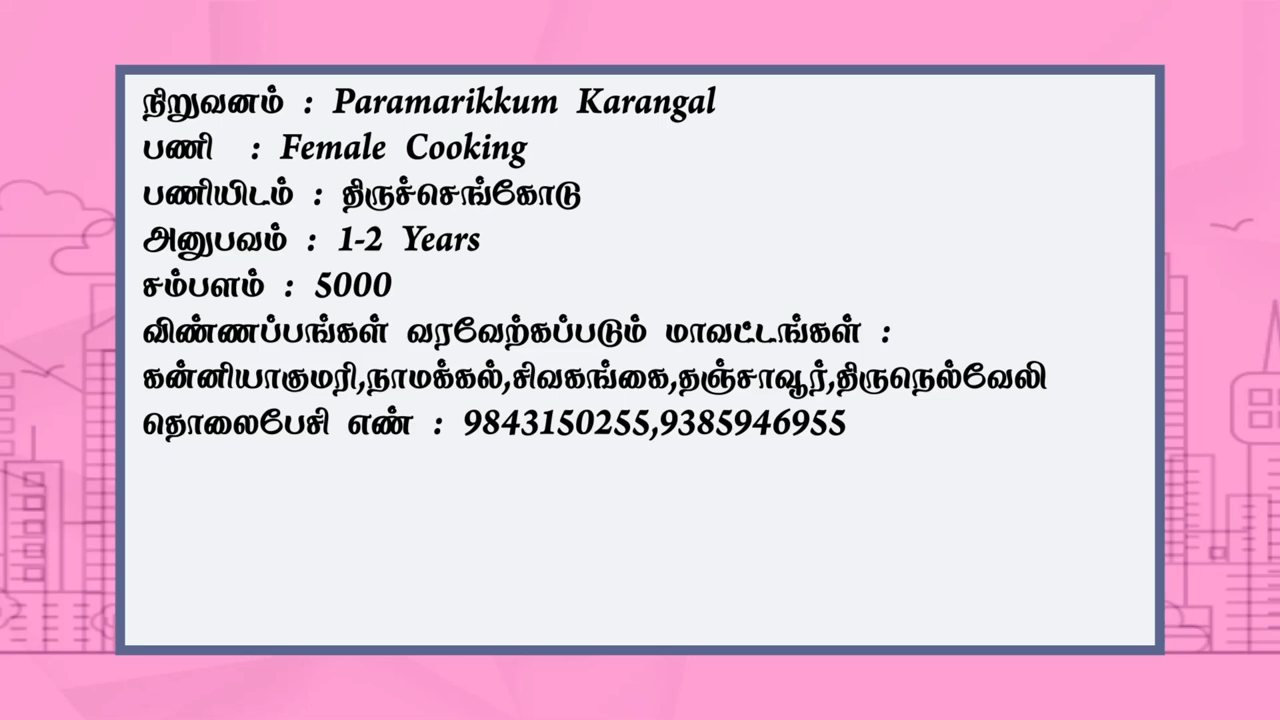 நிறுவனம் : Paramarikkum Karangal
பணி : Female Cooking
பணியிடம் : திருச்செங்கோடு
அனுபவம் : 1-2 Years
சம்பளம் : 5000
விண்ணப்பங்கள் வரவேற்கப்படும் மாவட்டங்கள் :
கன்னியாகுமரி,நாமக்கல்,சிவகங்கை,தஞ்சாவூர்,திருநெல்வேலி
தொலைபேசி எண் : 9843150255,9385946955